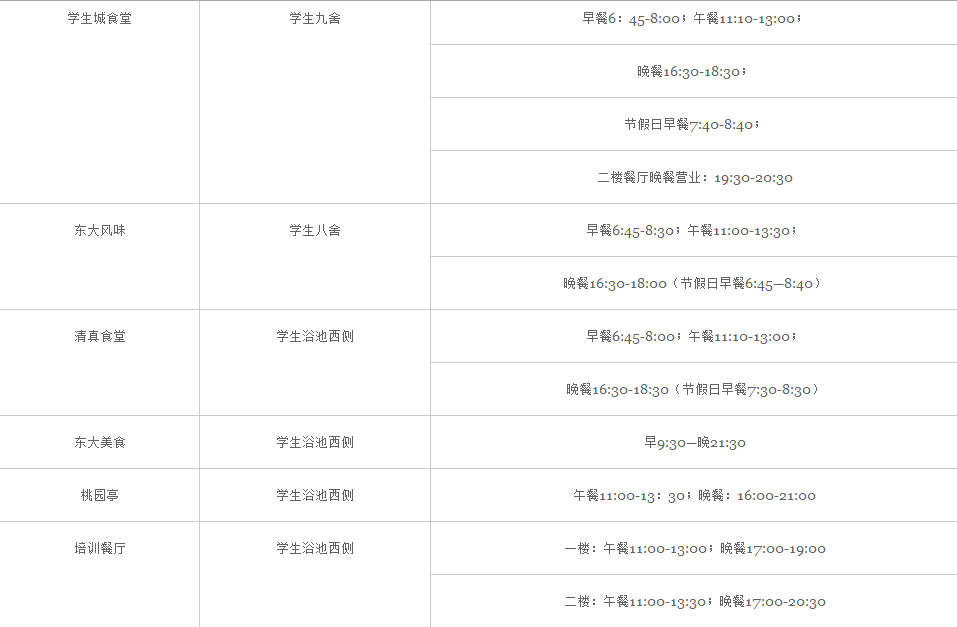 学生城食堂 学生九舍 早餐6：45-8:00；午餐11:10-13:00；
晚餐16:30-18:30；
节假日早餐7:40-8:40；
二楼餐厅晚餐营业：19:30-20:30
东大风味 学生八舍 早餐6:45-8:30；午餐11:00-13:30；
晚餐16:30-18:00（节假日早餐6:45—8:40）
清真食堂 学生浴池西侧 早餐6:45-8:00；午餐11:10-13:00；
晚餐16:30-18:30（节假日早餐7:30-8:30）
东大美食 学生浴池西侧 早9:30—晚21:30
桃园亭 学生浴池西侧 午餐11:00-13：30；晚餐：16:00-21:00
培训餐厅 学生浴池西侧 一楼：午餐11:00-13:00；晚餐17:00-19:00
二楼：午餐11:00-13:30；晚餐17:00-20:30